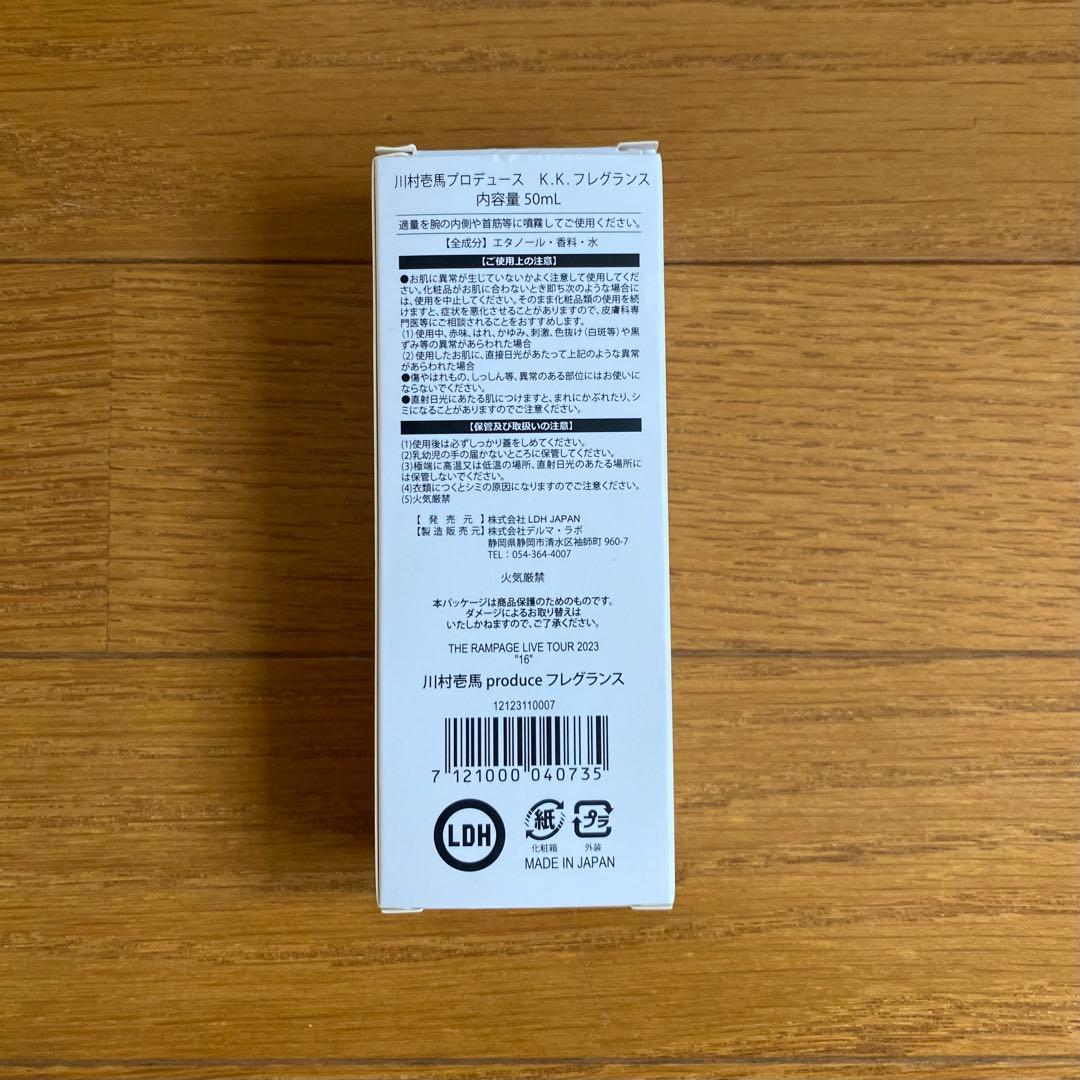 川村壱馬プロデュース　K.K.フレグランス
内容量 50mL
適量を腕の内側や首筋等に噴霧してご使用ください。
【全成分】エタノール・香料・水
【ご使用上の注意】
●お肌に異常が生じていないかよく注意して使用してくだ
さい。化粧品がお肌に合わないとき即ち次のような場合に
は、使用を中止してください。そのまま化粧品類の使用を続
けますと、症状を悪化させることがありますので、皮膚科専
門医等にご相談されることをおすすめします。
(1)使用中、赤味、はれ、かゆみ、刺激、色抜け(白斑等)や黒
ずみ等の異常があらわれた場合
(2)使用したお肌に、直接日光があたって上記のような異常
があらわれた場合
●傷やはれもの、しっしん等、異常のある部位にはお使いに
ならないでください。
●直射日光にあたる肌につけますと、まれにかぶれたり、シ
ミになることがありますのでご注意ください。
【保管及び取扱いの注意】
(1)使用後は必ずしっかり蓋をしめてください。
(2)乳幼児の手の届かないところに保管してください。
(3)極端に高温又は低温の場所、直射日光のあたる場所に
は保管しないでください。
(4)衣類につくとシミの原因になりますのでご注意ください。
(5)火気厳禁
【 発 売 元 】株式会社 LDH JAPAN
【製造販売元】株式会社デルマ・ラボ
静岡県静岡市清水区袖師町 960-7
TEL：054-364-4007
火気厳禁
本パッケージは商品保護のためのものです。
ダメージによるお取り替えは
いたしかねますので、ご了承ください。
THE RAMPAGE LIVE TOUR 2023
"16"
川村壱馬 produce フレグランス
12123110007
7 121000 040735
LDH
紙 プラ
化粧箱 外装
MADE IN JAPAN